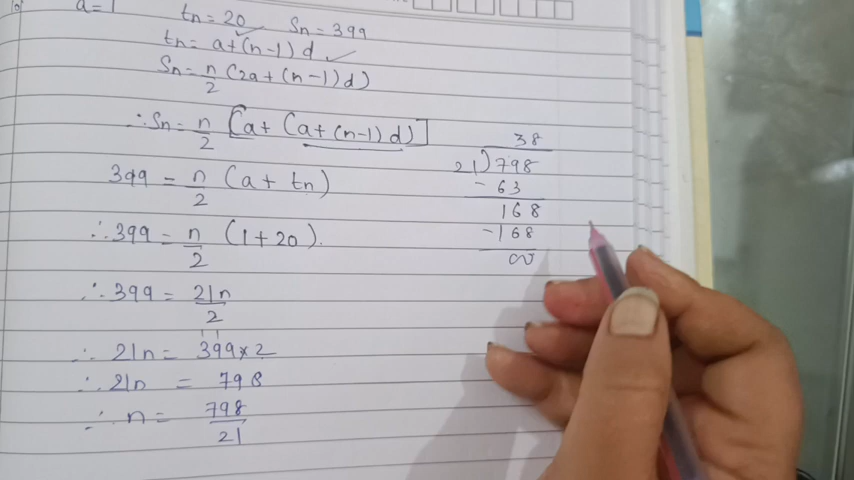 a=1 tn=20 Sn=399
tn=a+(n-1)d
Sn=n/2(2a+(n-1)d)
∴Sn=n/2[a+(a+(n-1)d)]
399=n/2(a+tn)
∴399=n/2(1+20).
∴399=21n/2
∴21n=399×2
∴21n=798
∴n=798/21
38
21)798
-63
168
-168
00